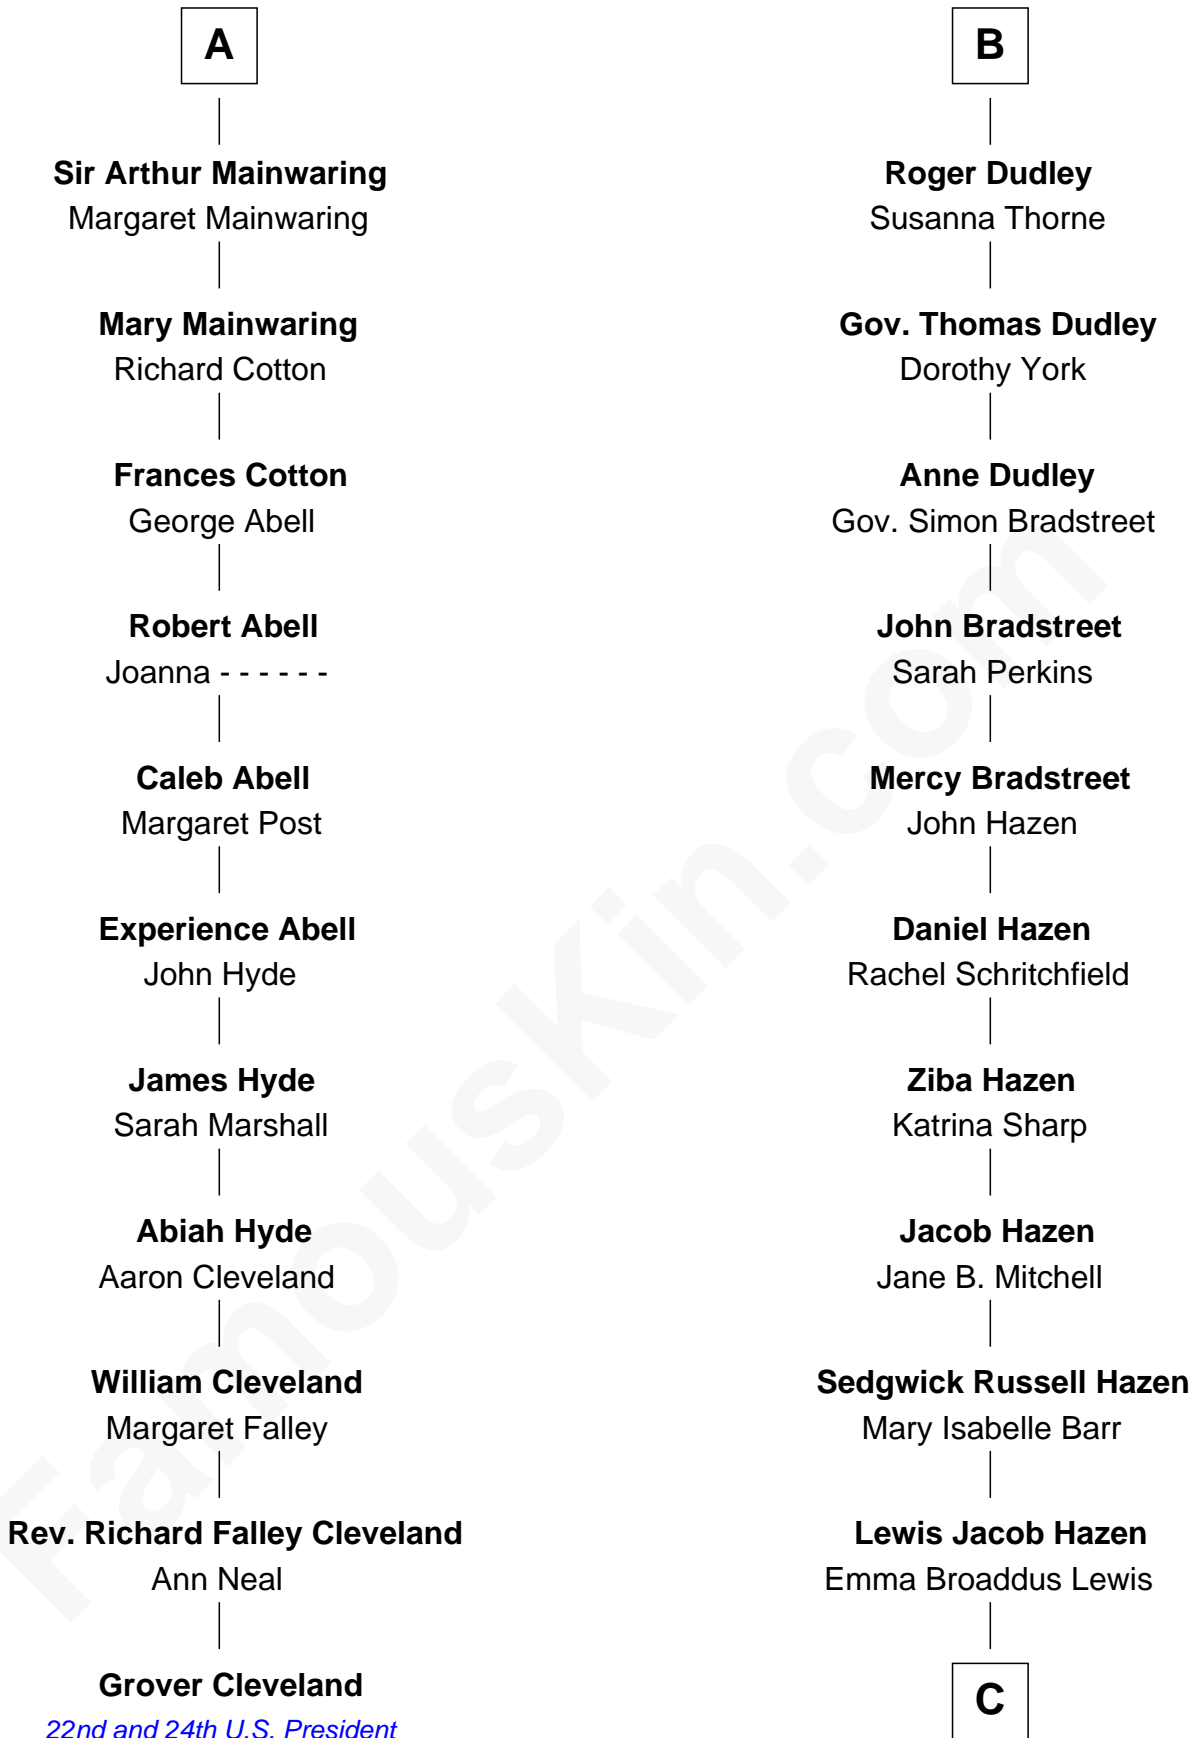 A
Sir Arthur Mainwaring
Margaret Mainwaring
Mary Mainwaring
Richard Cotton
Frances Cotton
George Abell
Robert Abell
Joanna - - - - - -
Caleb Abell
Margaret Post
Experience Abell
John Hyde
James Hyde
Sarah Marshall
Abiah Hyde
Aaron Cleveland
William Cleveland
Margaret Falley
Rev. Richard Falley Cleveland
Ann Neal
Grover Cleveland
22nd and 24th U.S. President
B
Roger Dudley
Susanna Thorne
Gov. Thomas Dudley
Dorothy York
Anne Dudley
Gov. Simon Bradstreet
John Bradstreet
Sarah Perkins
Mercy Bradstreet
John Hazen
Daniel Hazen
Rachel Schritchfield
Ziba Hazen
Katrina Sharp
Jacob Hazen
Jane B. Mitchell
Sedgwick Russell Hazen
Mary Isabelle Barr
Lewis Jacob Hazen
Emma Broaddus Lewis
C
FamousKin.com